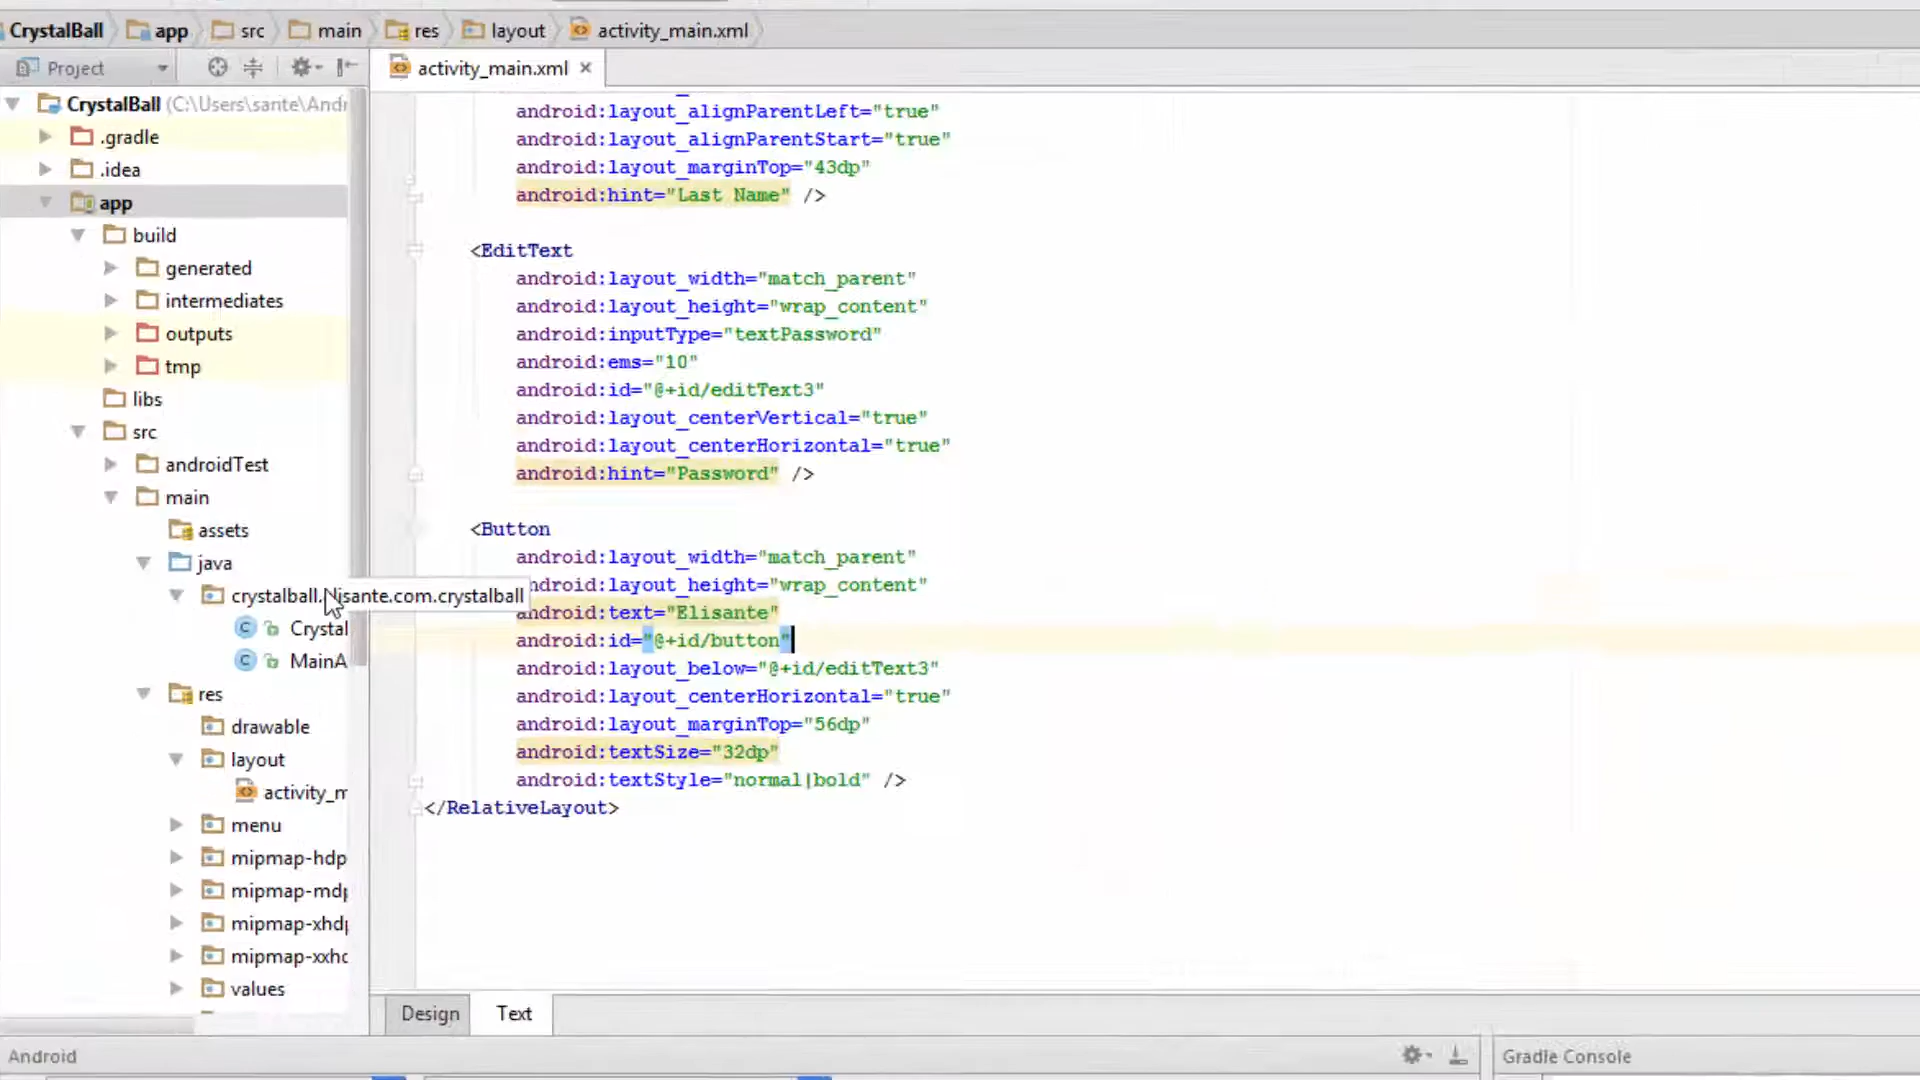 CrystalBall app src main res layout activity_main.xml
Project
activity_main.xml
CrystalBall (C:\Users\sante\Andr
.gradle
.idea
app
build
generated
intermediates
outputs
tmp
libs
src
androidTest
main
assets
java
crystalball. isante.com.crystalball
Crystal
MainA
res
drawable
layout
activity_m
menu
mipmap-hdp
mipmap-mdp
mipmap-xhdp
mipmap-xxhd
values
android:layout_alignParentLeft="true"
android:layout_alignParentStart="true"
android:layout_marginTop="43dp"
android:hint="Last Name" />
<EditText
android:layout_width="match_parent"
android:layout_height="wrap_content"
android:inputType="textPassword"
android:ems="10"
android:id="@+id/editText3"
android:layout_centerVertical="true"
android:layout_centerHorizontal="true"
android:hint="Password" />
<Button
android:layout_width="match_parent"
ndroid:layout_height="wrap_content"
android:text="Elisante"
android:id="@+id/button"
android:layout_below="@+id/editText3"
android:layout_centerHorizontal="true"
android:layout_marginTop="56dp"
android:textSize="32dp"
android:textStyle="normal|bold" />
</RelativeLayout>
Design Text
Android
Gradle Console